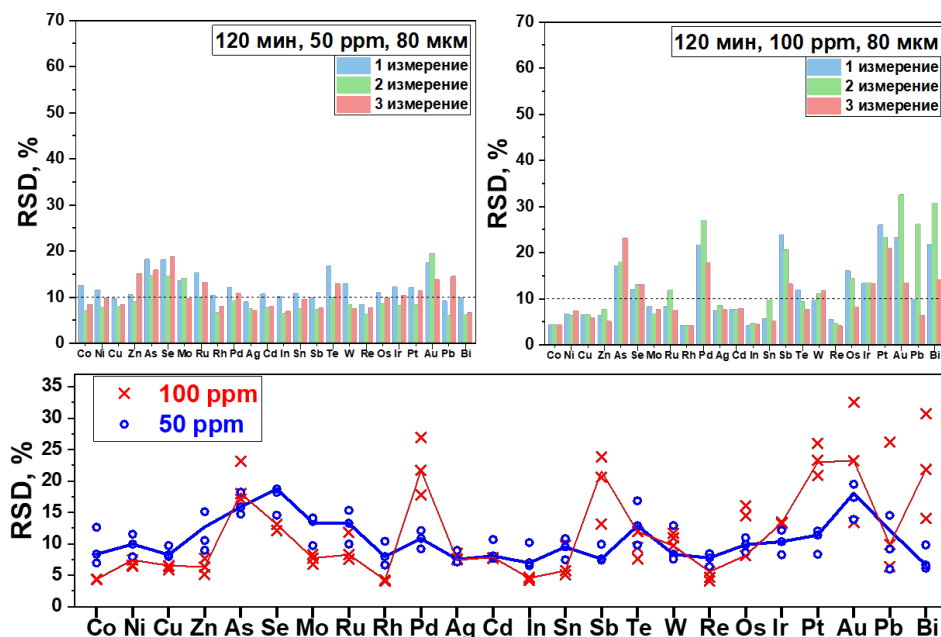 70
60
50
40
30
20
10
0
RSD, %
120 мин, 50 ppm, 80 мкм
1 измерение
2 измерение
3 измерение
Co Ni Cu Zn As Se Mo Ru Rh Pd Ag Cd In Sn Sb Te W Re Os Ir Pt Au Pb Bi
70
60
50
40
30
20
10
0
RSD, %
120 мин, 100 ppm, 80 мкм
1 измерение
2 измерение
3 измерение
Co Ni Cu Zn As Se Mo Ru Rh Pd Ag Cd In Sn Sb Te W Re Os Ir Pt Au Pb Bi
35
30
25
20
15
10
5
0
RSD, %
100 ppm
50 ppm
Co Ni Cu Zn As Se Mo Ru Rh Pd Ag Cd In Sn Sb Te W Re Os Ir Pt Au Pb Bi